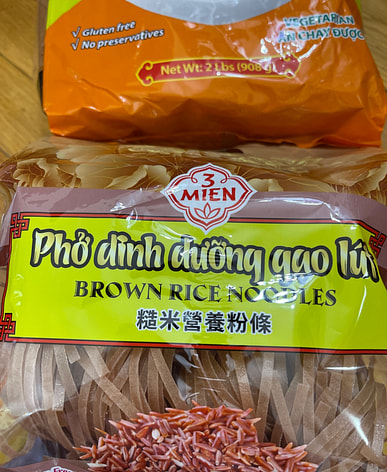 √ Gluten free
√ No preservatives
VEGETARIAN
ĂN CHAY ĐƯỢC
Net Wt: 2 Lbs (908
3
MIEN
Phở dinh dưỡng gạo lứt
BROWN RICE NOODLES
糙米營養粉條